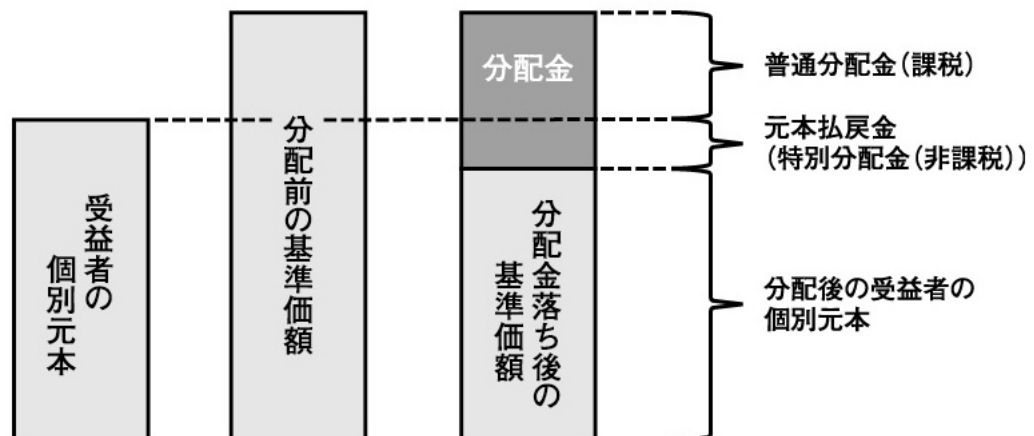 受益者の
個別元本
分配前の基準価額
分配金
分配金落ち後の
基準価額
普通分配金（課税）
元本払戻金
（特別分配金（非課税））
分配後の受益者の
個別元本